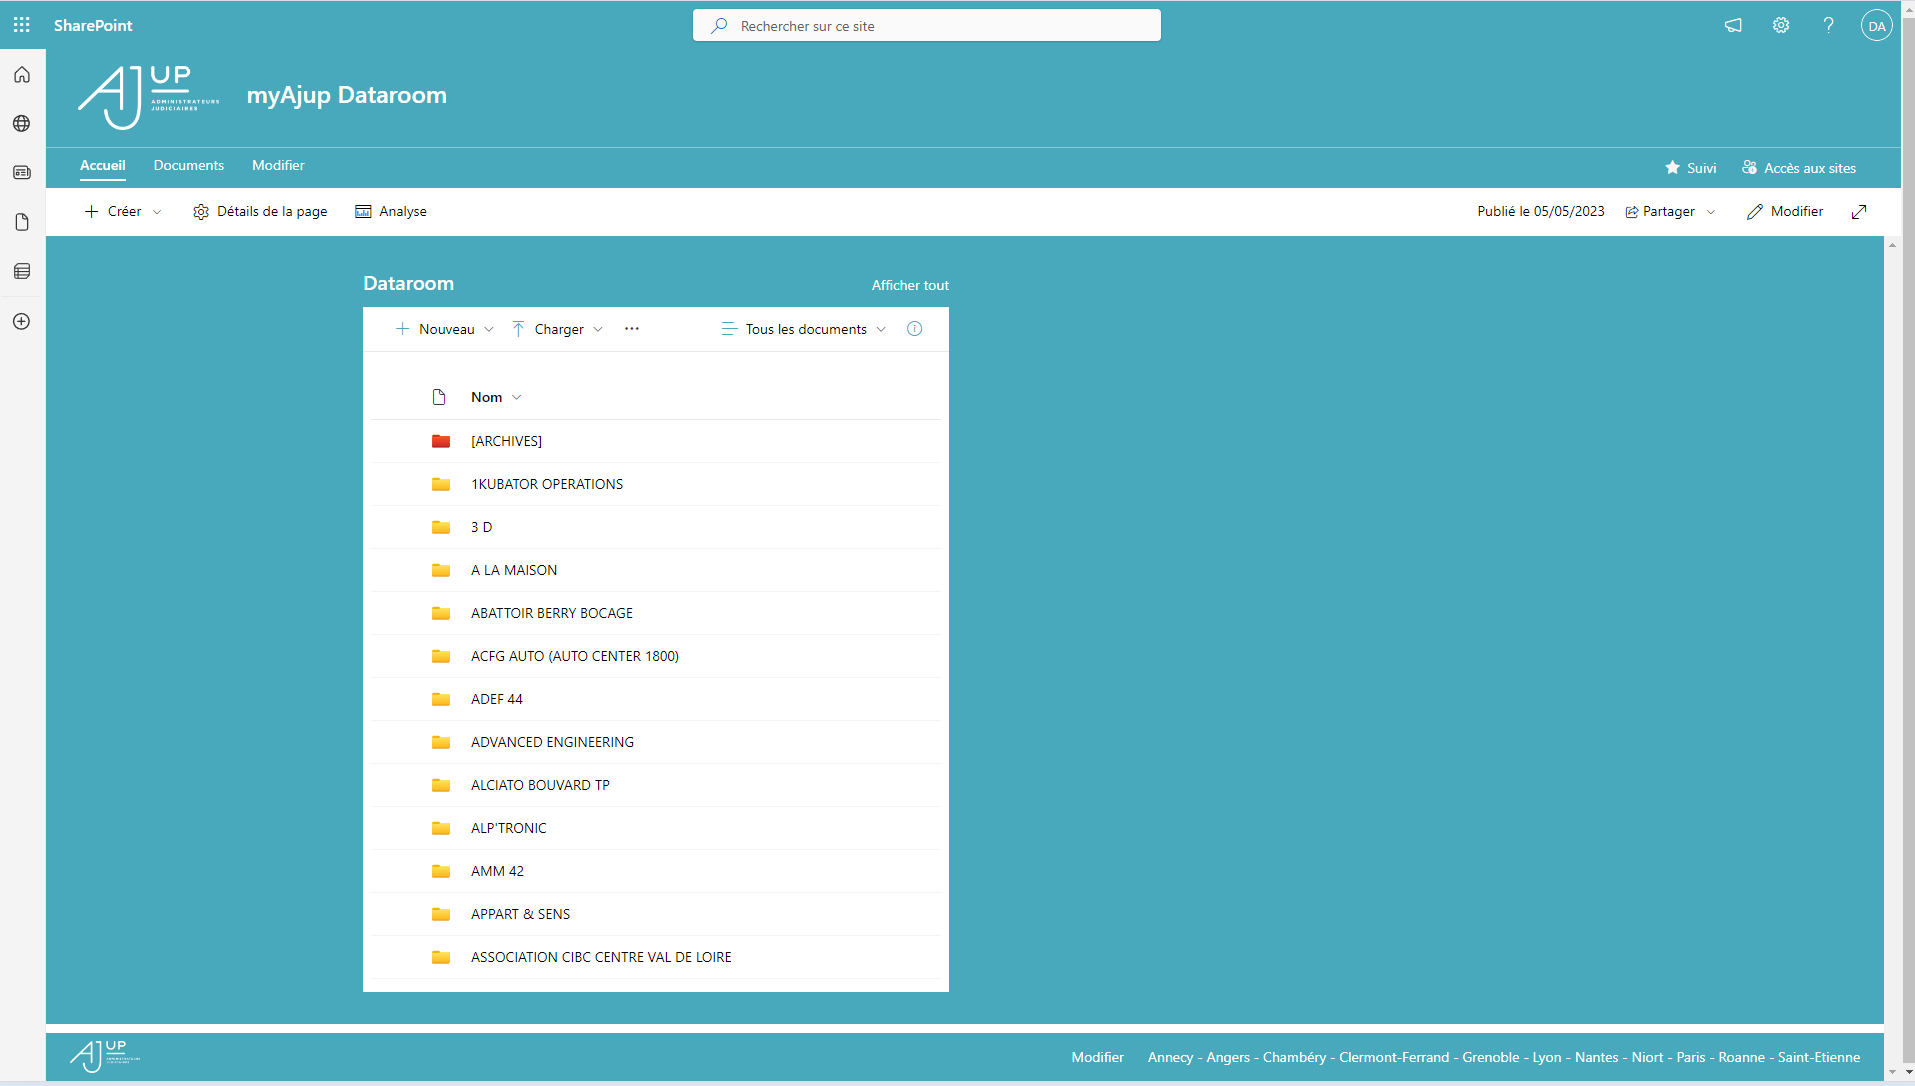 SharePoint
Rechercher sur ce site
DA
AJUP
ADMINISTRATEURS
JUDICIAIRES
myAjup Dataroom
Accueil Documents Modifier
Suivi Accès aux sites
Créer Détails de la page Analyse
Publié le 05/05/2023 Partager Modifier
Dataroom
Afficher tout
Nouveau Charger ··· Tous les documents
Nom
[ARCHIVES]
1KUBATOR OPERATIONS
3 D
A LA MAISON
ABATTOIR BERRY BOCAGE
ACFG AUTO (AUTO CENTER 1800)
ADEF 44
ADVANCED ENGINEERING
ALCIATO BOUVARD TP
ALP'TRONIC
AMM 42
APPART & SENS
ASSOCIATION CIBC CENTRE VAL DE LOIRE
AJUP
ADMINISTRATEURS
JUDICIAIRES
Modifier Annecy - Angers - Chambéry - Clermont-Ferrand - Grenoble - Lyon - Nantes - Niort - Paris - Roanne - Saint-Etienne